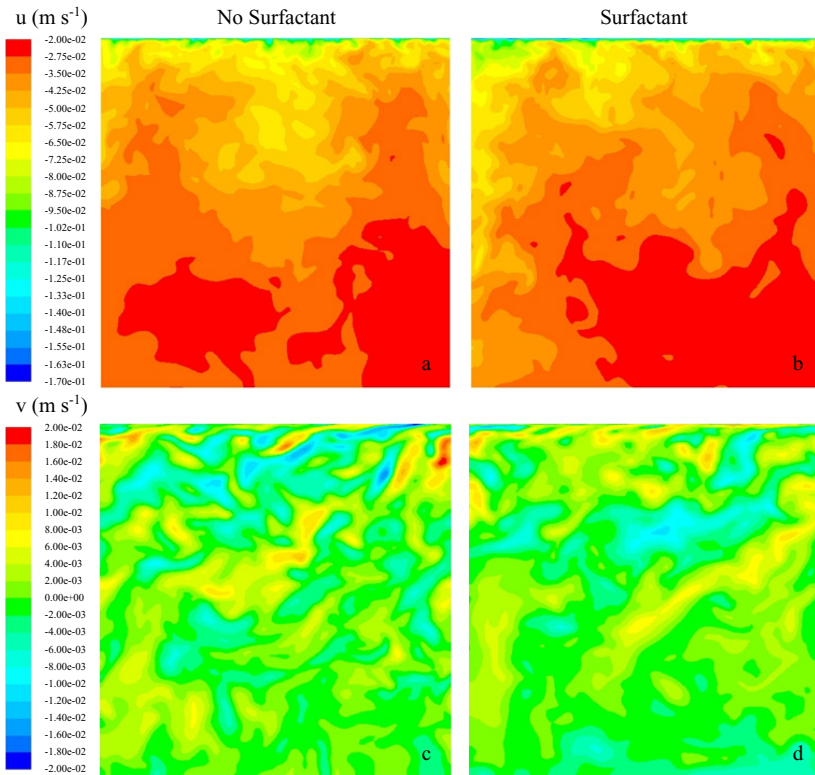 u (m s-1)
No Surfactant
Surfactant
-2.00e-02
-2.75e-02
-3.50e-02
-4.25e-02
-5.00e-02
-5.75e-02
-6.50e-02
-7.25e-02
-8.00e-02
-8.75e-02
-9.50e-02
-1.02e-01
-1.10e-01
-1.17e-01
-1.25e-01
-1.33e-01
-1.40e-01
-1.48e-01
-1.55e-01
-1.63e-01
-1.70e-01
a
b
v (m s-1)
2.00e-02
1.80e-02
1.60e-02
1.40e-02
1.20e-02
1.00e-02
8.00e-03
6.00e-03
4.00e-03
2.00e-03
0.00e+00
-2.00e-03
-4.00e-03
-6.00e-03
-8.00e-03
-1.00e-02
-1.20e-02
-1.40e-02
-1.60e-02
-1.80e-02
-2.00e-02
c
d